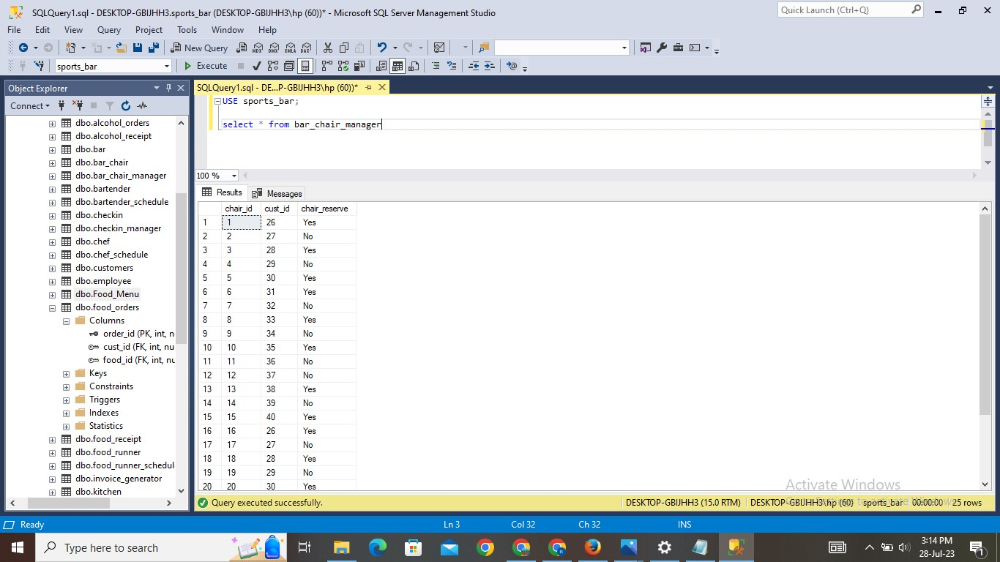 SQLQuery1.sql - DESKTOP-GBIJHH3.sports_bar (DESKTOP-GBIJHH3\hp (60))* - Microsoft SQL Server Management Studio
Quick Launch (Ctrl+Q)
File Edit View Query Project Tools Window Help
New Query
MDX DMX XMLA DAX
sports_bar
Execute
Object Explorer
SQLQuery1.sql - DE...P-GBIJHH3\hp (60))*
Connect
USE sports_bar;
select * from bar_chair_manager
dbo.alcohol_orders
dbo.alcohol_receipt
dbo.bar
dbo.bar_chair
dbo.bar_chair_manager
dbo.bartender
dbo.bartender_schedule
dbo.checkin
dbo.checkin_manager
dbo.chef
dbo.chef_schedule
dbo.customers
dbo.employee
dbo.Food_Menu
dbo.food_orders
Columns
order_id (PK, int, n
cust_id (FK, int, nu
food_id (FK, int, nu
Keys
Constraints
Triggers
Indexes
Statistics
dbo.food_receipt
dbo.food_runner
dbo.food_runner_schedul
dbo.invoice_generator
dbo.kitchen
100 %
Results Messages
chair_id cust_id chair_reserve
1 1 26 Yes
2 2 27 No
3 3 28 Yes
4 4 29 No
5 5 30 Yes
6 6 31 Yes
7 7 32 No
8 8 33 Yes
9 9 34 No
10 10 35 Yes
11 11 36 No
12 12 37 No
13 13 38 Yes
14 14 39 No
15 15 40 Yes
16 16 26 Yes
17 17 27 No
18 18 28 Yes
19 19 29 No
20 20 30 Yes
Activate Windows
Query executed successfully.
DESKTOP-GBIJHH3 (15.0 RTM) DESKTOP-GBIJHH3\hp (60) sports_bar 00:00:00 25 rows
Ready
Ln 3 Col 32 Ch 32 INS
Type here to search
3:14 PM
28-Jul-23
1